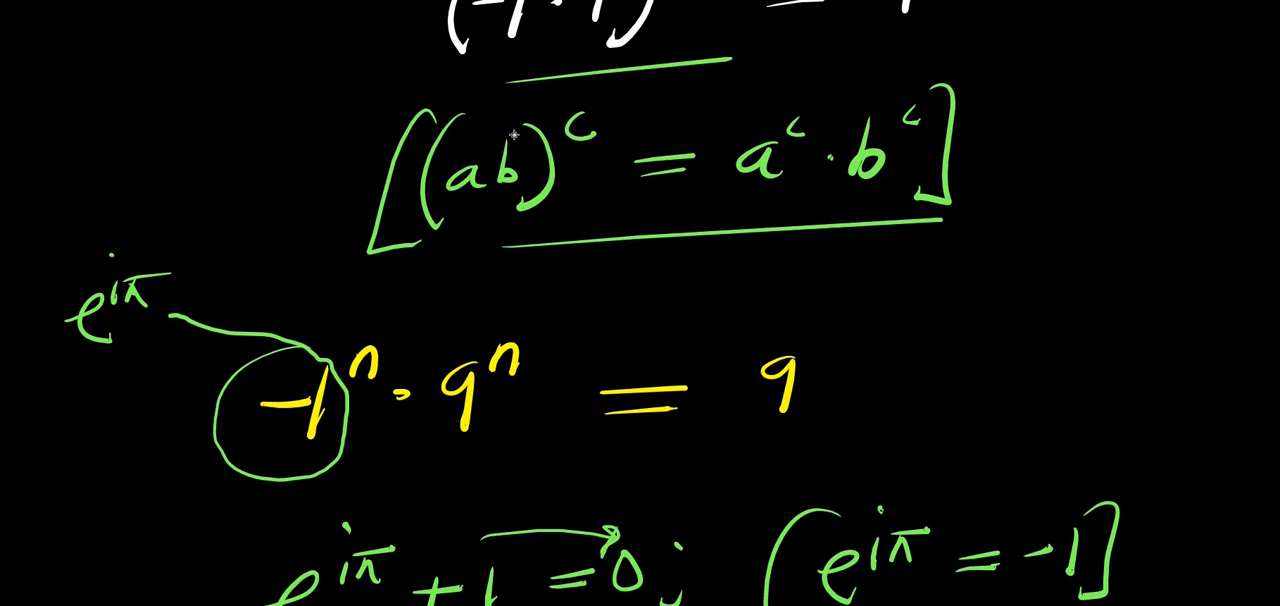 [(ab)^c = a^c · b^c]
e^{iπ}
-1^n · 9^n = 9
e^{iπ} + 1 = 0; [e^{iπ} = -1]